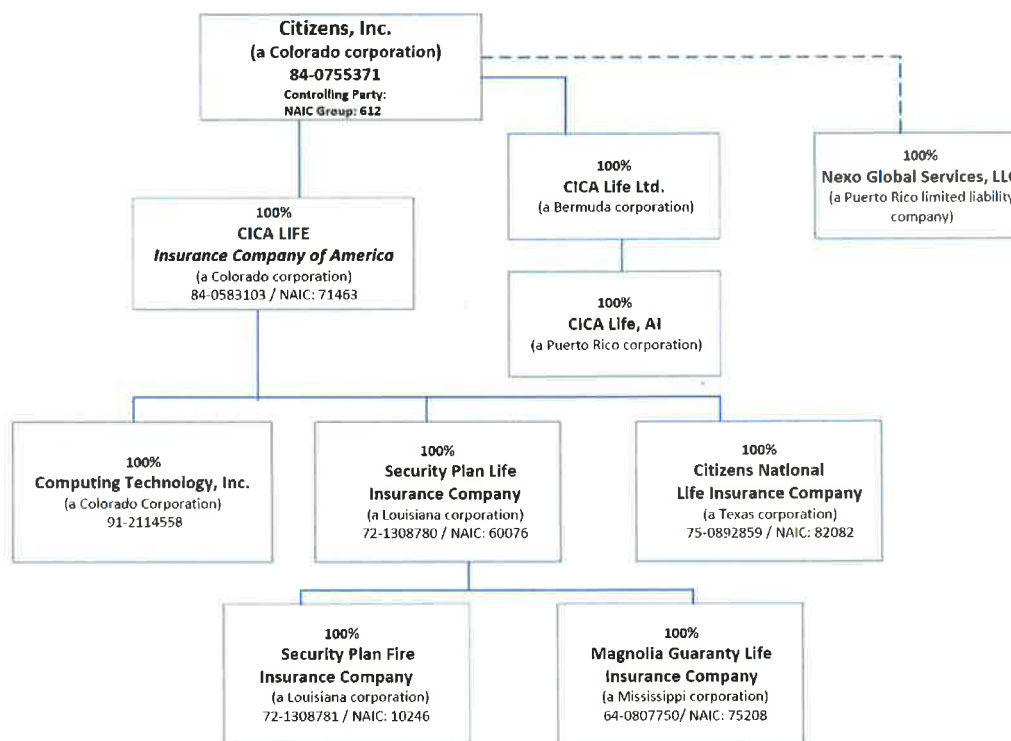 Citizens, Inc.
(a Colorado corporation)
84-0755371
Controlling Party:
NAIC Group: 612
100%
CICA LIFE
Insurance Company of America
(a Colorado corporation)
84-0583103 / NAIC: 71463
100%
CICA Life Ltd.
(a Bermuda corporation)
100%
Nexo Global Services, LLC
(a Puerto Rico limited liability
company)
100%
CICA Life, AI
(a Puerto Rico corporation)
100%
Computing Technology, Inc.
(a Colorado Corporation)
91-2114558
100%
Security Plan Life
Insurance Company
(a Louisiana corporation)
72-1308780 / NAIC: 60076
100%
Citizens National
Life Insurance Company
(a Texas corporation)
75-0892859 / NAIC: 82082
100%
Security Plan Fire
Insurance Company
(a Louisiana corporation)
72-1308781 / NAIC: 10246
100%
Magnolia Guaranty Life
Insurance Company
(a Mississippi corporation)
64-0807750/ NAIC: 75208